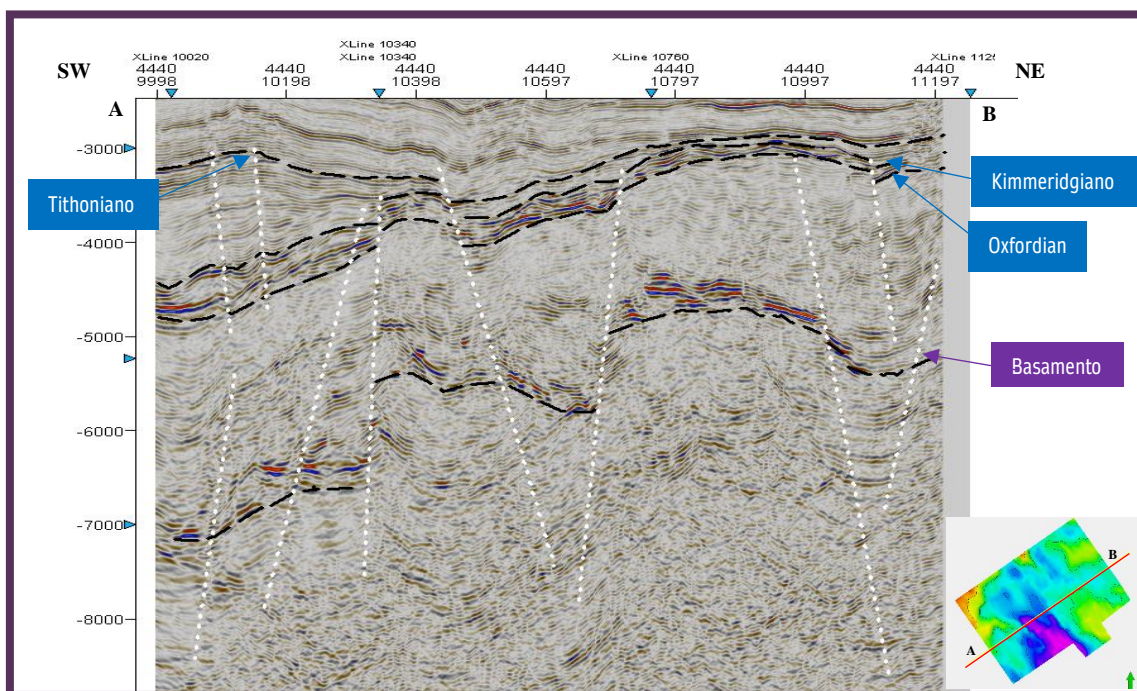 XLine 10340
XLine 10020 XLine 10340 XLine 10760 XLine 112
SW 4440 4440 4440 4440 4440 4440 4440 NE
9998 10198 10398 10597 10797 10997 11197
A B
-3000
Kimmeridgiano
Tithoniano
Oxfordian
-4000
-5000
Basamento
-6000
-7000
B
-8000
A